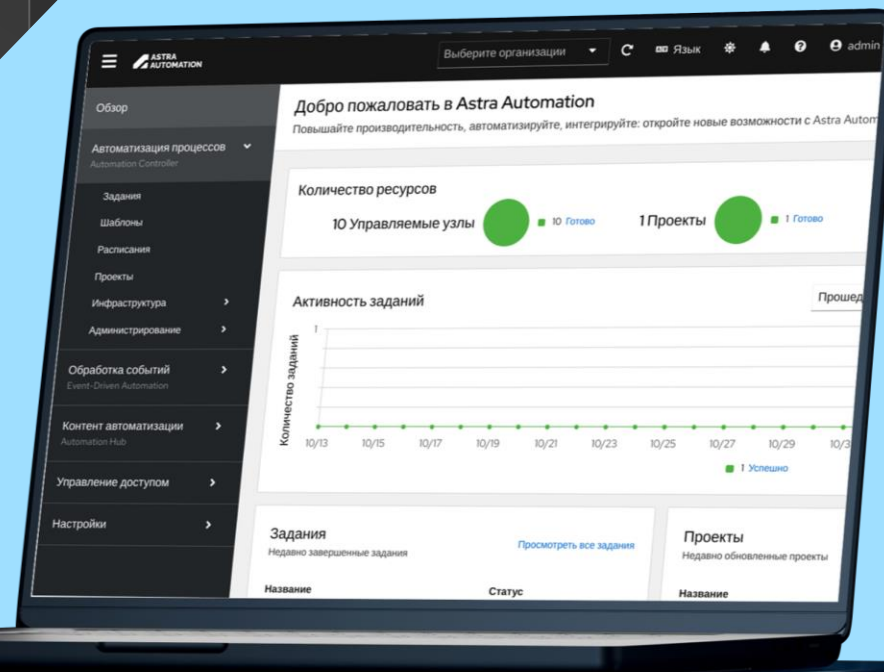 ASTRA
AUTOMATION
Выберите организации
Язык
admin
Обзор
Автоматизация процессов
Automation Controller
Задания
Шаблоны
Расписания
Проекты
Инфраструктура
Администрирование
Обработка событий
Event-Driven Automation
Контент автоматизации
Automation Hub
Управление доступом
Настройки
Добро пожаловать в Astra Automation
Повышайте производительность, автоматизируйте, интегрируйте: откройте новые возможности с Astra Autom
Количество ресурсов
10 Управляемые узлы
10 Готово
1 Проекты
1 Готово
Активность заданий
Прошед
Количество заданий
1
10/13 10/15 10/17 10/19 10/21 10/23 10/25 10/27 10/29 10/3
1 Успешно
Задания
Недавно завершенные задания
Просмотреть все задания
Название Статус
Проекты
Недавно обновленные проекты
Название